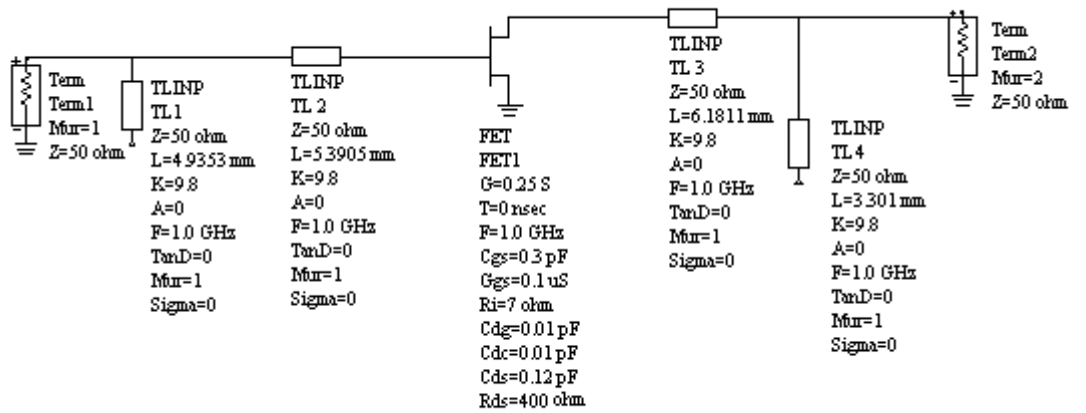 Term
Term1
Mur=1
Z=50 ohm
TLINP
TL1
Z=50 ohm
L=4.9353 mm
K=9.8
A=0
F=1.0 GHz
TanD=0
Mur=1
Sigma=0
TLINP
TL 2
Z=50 ohm
L=5.3905 mm
K=9.8
A=0
F=1.0 GHz
TanD=0
Mur=1
Sigma=0
FET
FET1
G=0.25 S
T=0 nsec
F=1.0 GHz
Cgs=0.3 pF
Ggs=0.1 uS
Ri=7 ohm
Cdg=0.01 pF
Cdc=0.01 pF
Cds=0.12 pF
Rds=400 ohm
TLINP
TL 3
Z=50 ohm
L=6.1811 mm
K=9.8
A=0
F=1.0 GHz
TanD=0
Mur=1
Sigma=0
TLINP
TL 4
Z=50 ohm
L=3.301 mm
K=9.8
A=0
F=1.0 GHz
TanD=0
Mur=1
Sigma=0
Term
Term2
Mur=2
Z=50 ohm